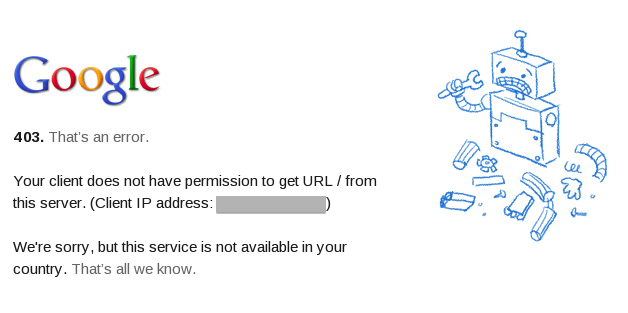 Google
403. That's an error.
Your client does not have permission to get URL / from
this server. (Client IP address: )
We're sorry, but this service is not available in your
country. That's all we know.